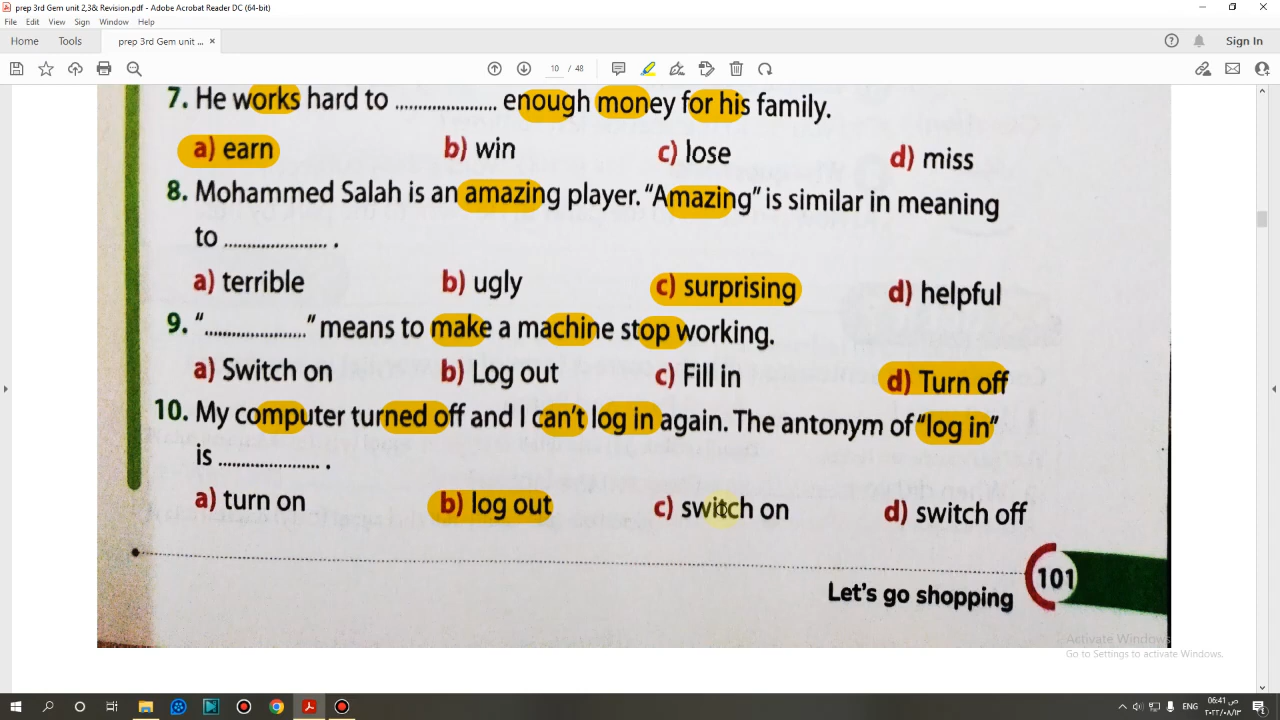 prep 3rd Gem unit 2,3& Revision.pdf - Adobe Acrobat Reader DC (64-bit)
File Edit View Sign Window Help
Home Tools prep 3rd Gem unit ... × Sign In
10 / 48
7. He works hard to ..................... enough money for his family.
a) earn b) win c) lose d) miss
8. Mohammed Salah is an amazing player. “Amazing” is similar in meaning
to ..................... .
a) terrible b) ugly c) surprising d) helpful
9. “.....................” means to make a machine stop working.
a) Switch on b) Log out c) Fill in d) Turn off
10. My computer turned off and I can't log in again. The antonym of “log in”
is ..................... .
a) turn on b) log out c) switch on d) switch off
101
Let's go shopping
Activate Windows
Go to Settings to activate Windows.
ENG
06:41 ص
٢٠٢٢/٠٨/١٣